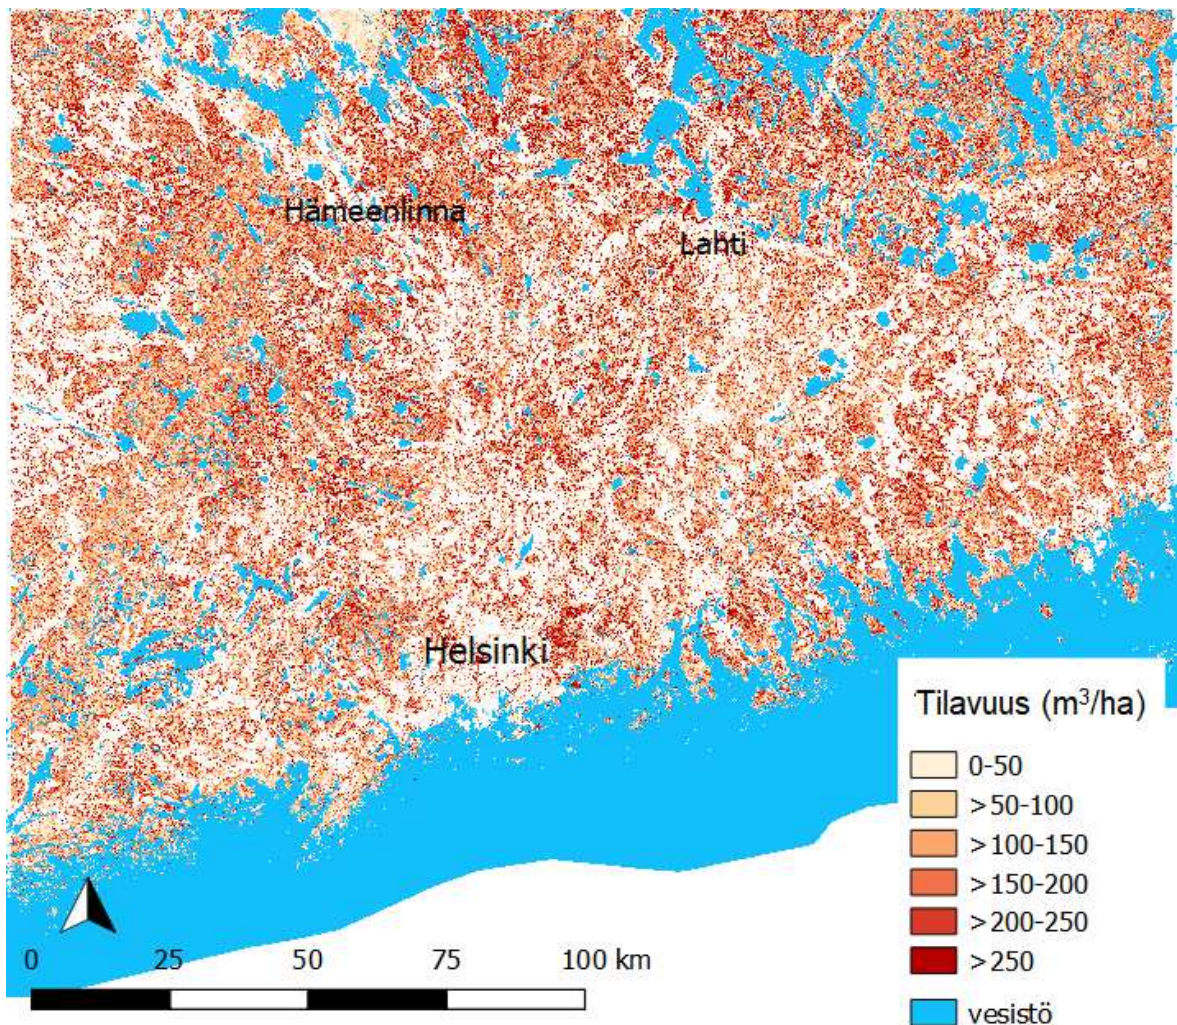 Hämeenlinna
Lahti
Helsinki
Tilavuus (m³/ha)
0-50
>50-100
>100-150
>150-200
>200-250
>250
vesistö
0 25 50 75 100 km